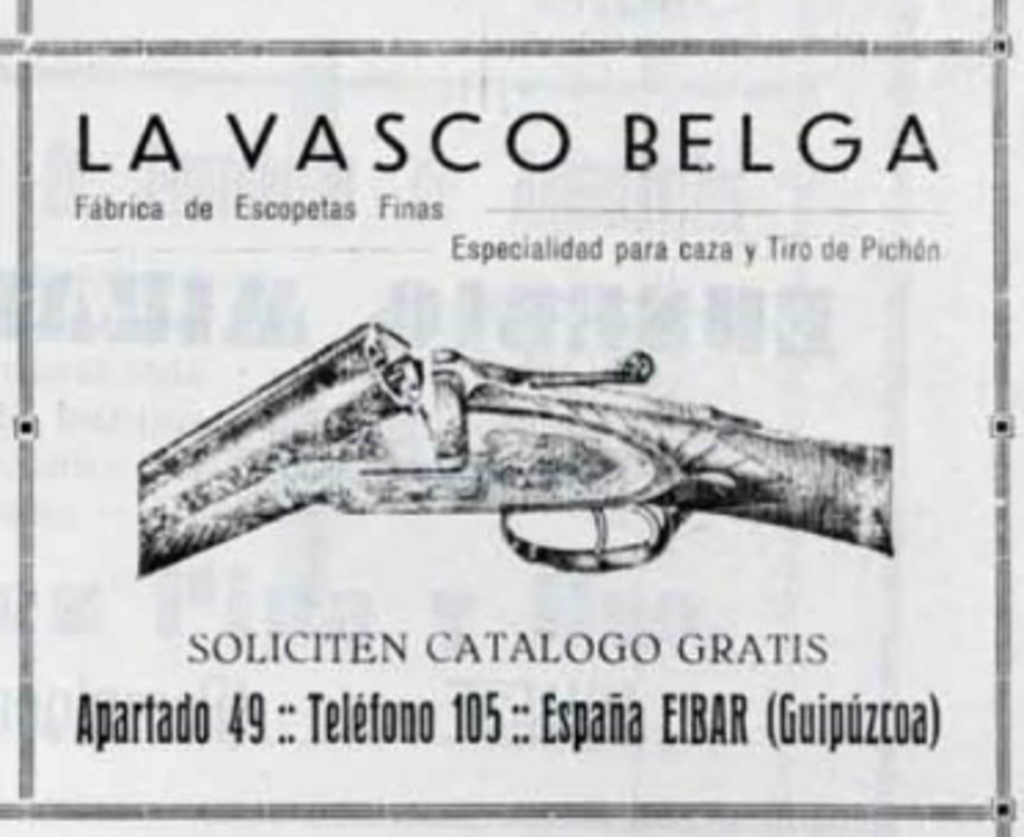 LA VASCO BELGA
Fábrica de Escopetas Finas
Especialidad para caza y Tiro de Pichón
SOLICITEN CATALOGO GRATIS
Apartado 49 :: Teléfono 105 :: España EIBAR (Guipúzcoa)